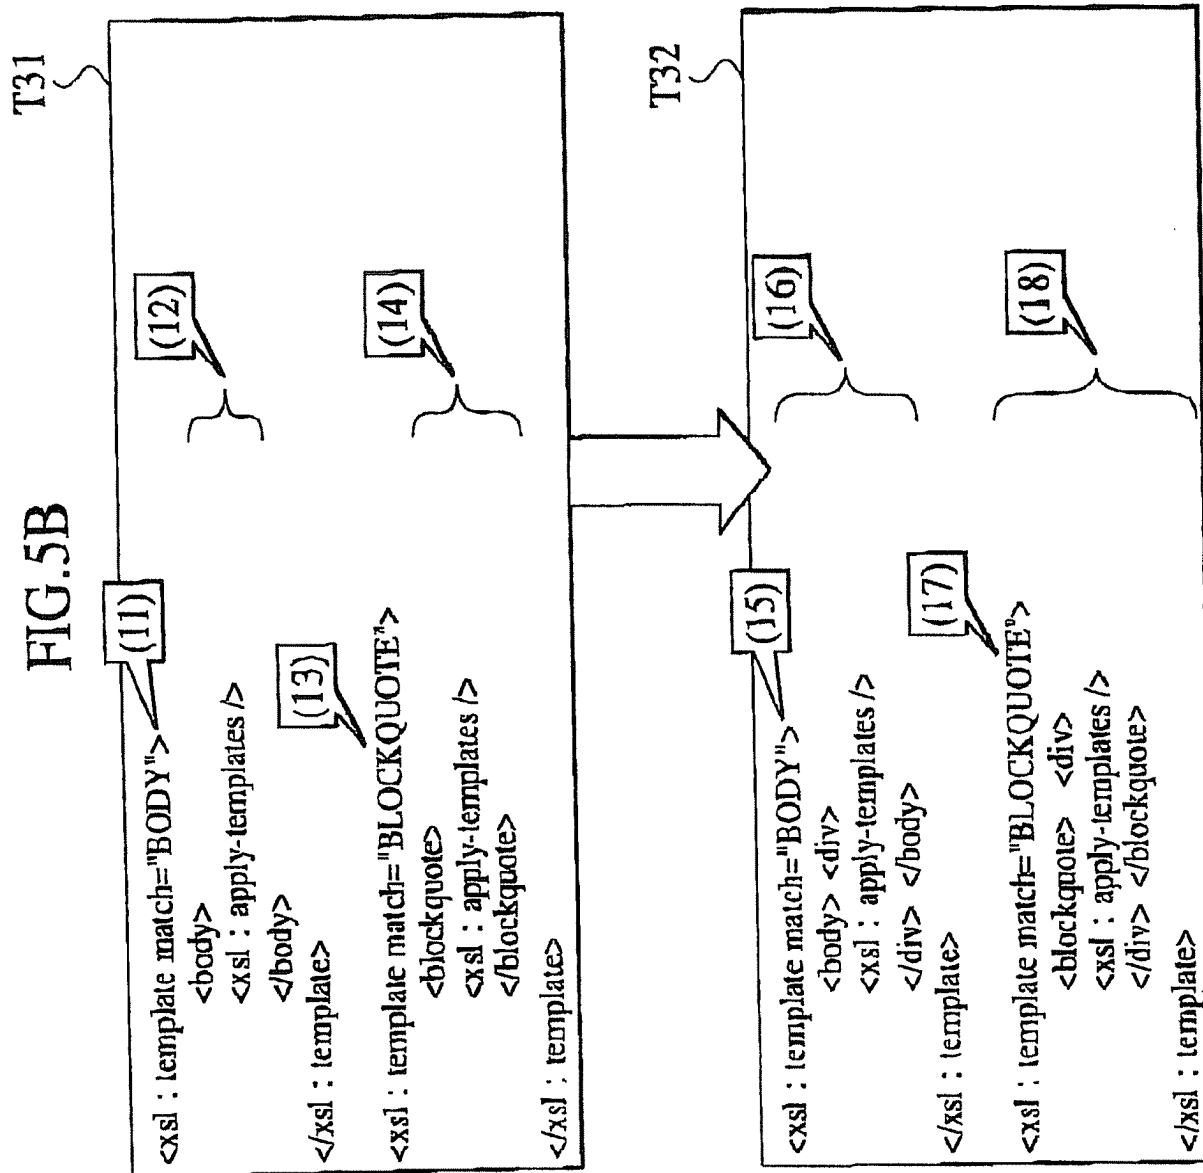 FIG.5B
T31
(11)
<xsl : template match="BODY">
(12)
<body>
<xsl : apply-templates />
</body>
</xsl : template>
(13)
<xsl : template match="BLOCKQUOTE">
(14)
<blockquote>
<xsl : apply-templates />
</blockquote>
</xsl : template>
T32
(15)
<xsl : template match="BODY">
(16)
<body> <div>
<xsl : apply-templates />
</div> </body>
</xsl : template>
(17)
<xsl : template match="BLOCKQUOTE">
(18)
<blockquote> <div>
<xsl : apply-templates />
</div> </blockquote>
</xsl : template>